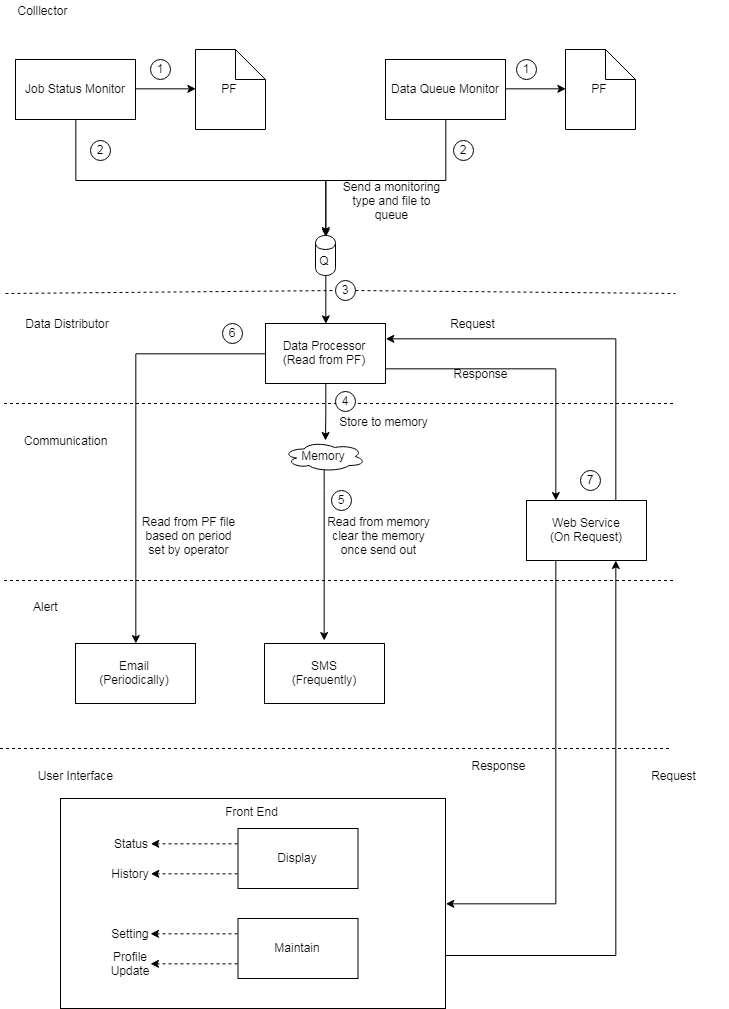 Colllector
1
1
Job Status Monitor
PF
Data Queue Monitor
PF
2
2
Send a monitoring
type and file to
queue
Q
3
Data Distributor
6
Request
Data Processor
(Read from PF)
Response
4
Store to memory
Communication
Memory
7
5
Read from PF file
based on period
set by operator
Read from memory
clear the memory
once send out
Web Service
(On Request)
Alert
Email
(Periodically)
SMS
(Frequently)
Response
User Interface
Request
Front End
Status
Display
History
Setting
Maintain
Profile
Update